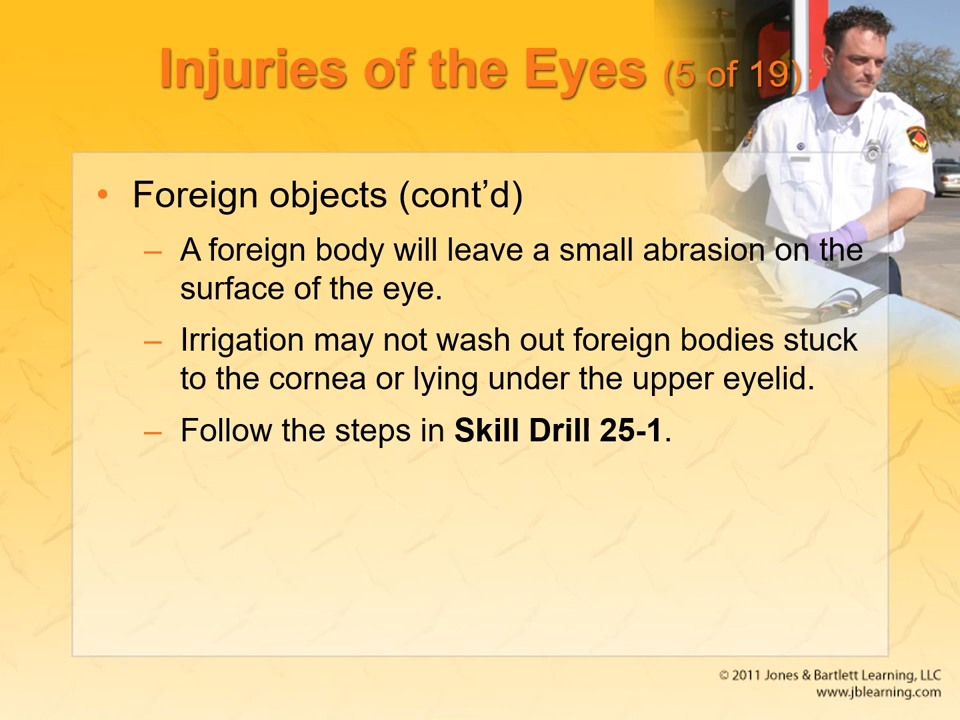 Injuries of the Eyes (5 of 19)
• Foreign objects (cont’d)
– A foreign body will leave a small abrasion on the
surface of the eye.
– Irrigation may not wash out foreign bodies stuck
to the cornea or lying under the upper eyelid.
– Follow the steps in Skill Drill 25-1.
© 2011 Jones & Bartlett Learning, LLC
www.jblearning.com